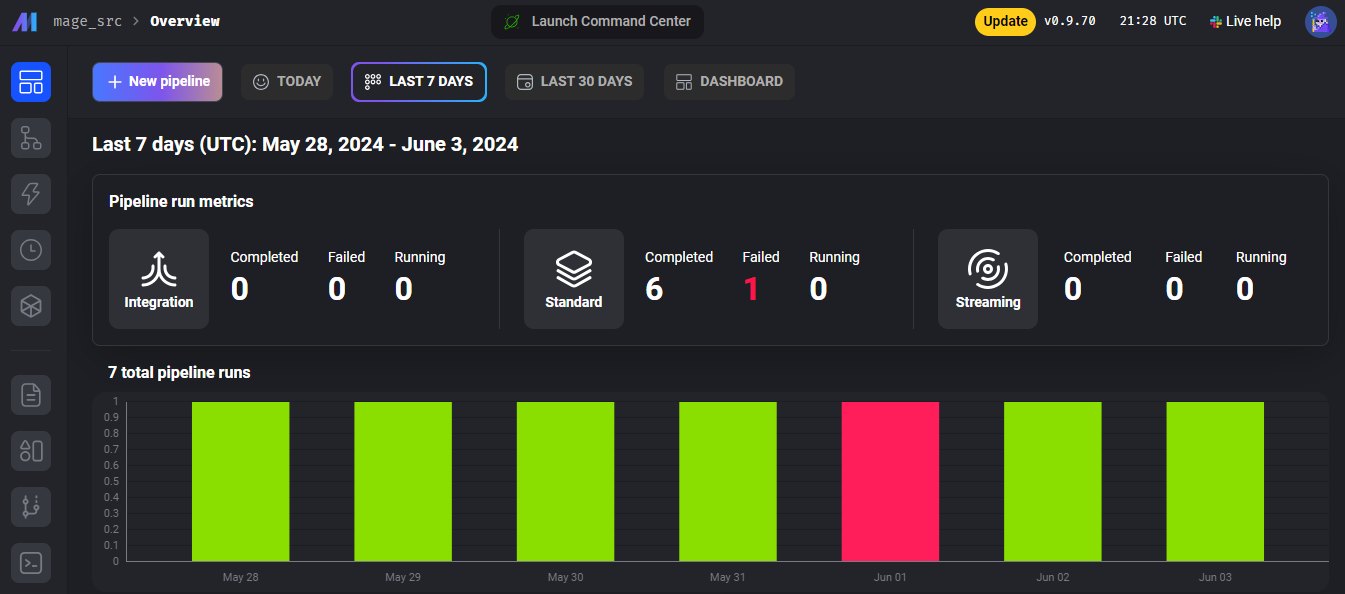 mage_src > Overview
Launch Command Center
Update v0.9.70 21:28 UTC Live help
+ New pipeline TODAY LAST 7 DAYS LAST 30 DAYS DASHBOARD
Last 7 days (UTC): May 28, 2024 - June 3, 2024
Pipeline run metrics
Integration
Completed Failed Running
0 0 0
Standard
Completed Failed Running
6 1 0
Streaming
Completed Failed Running
0 0 0
7 total pipeline runs
1
0.9
0.8
0.7
0.6
0.5
0.4
0.3
0.2
0.1
0
May 28 May 29 May 30 May 31 Jun 01 Jun 02 Jun 03